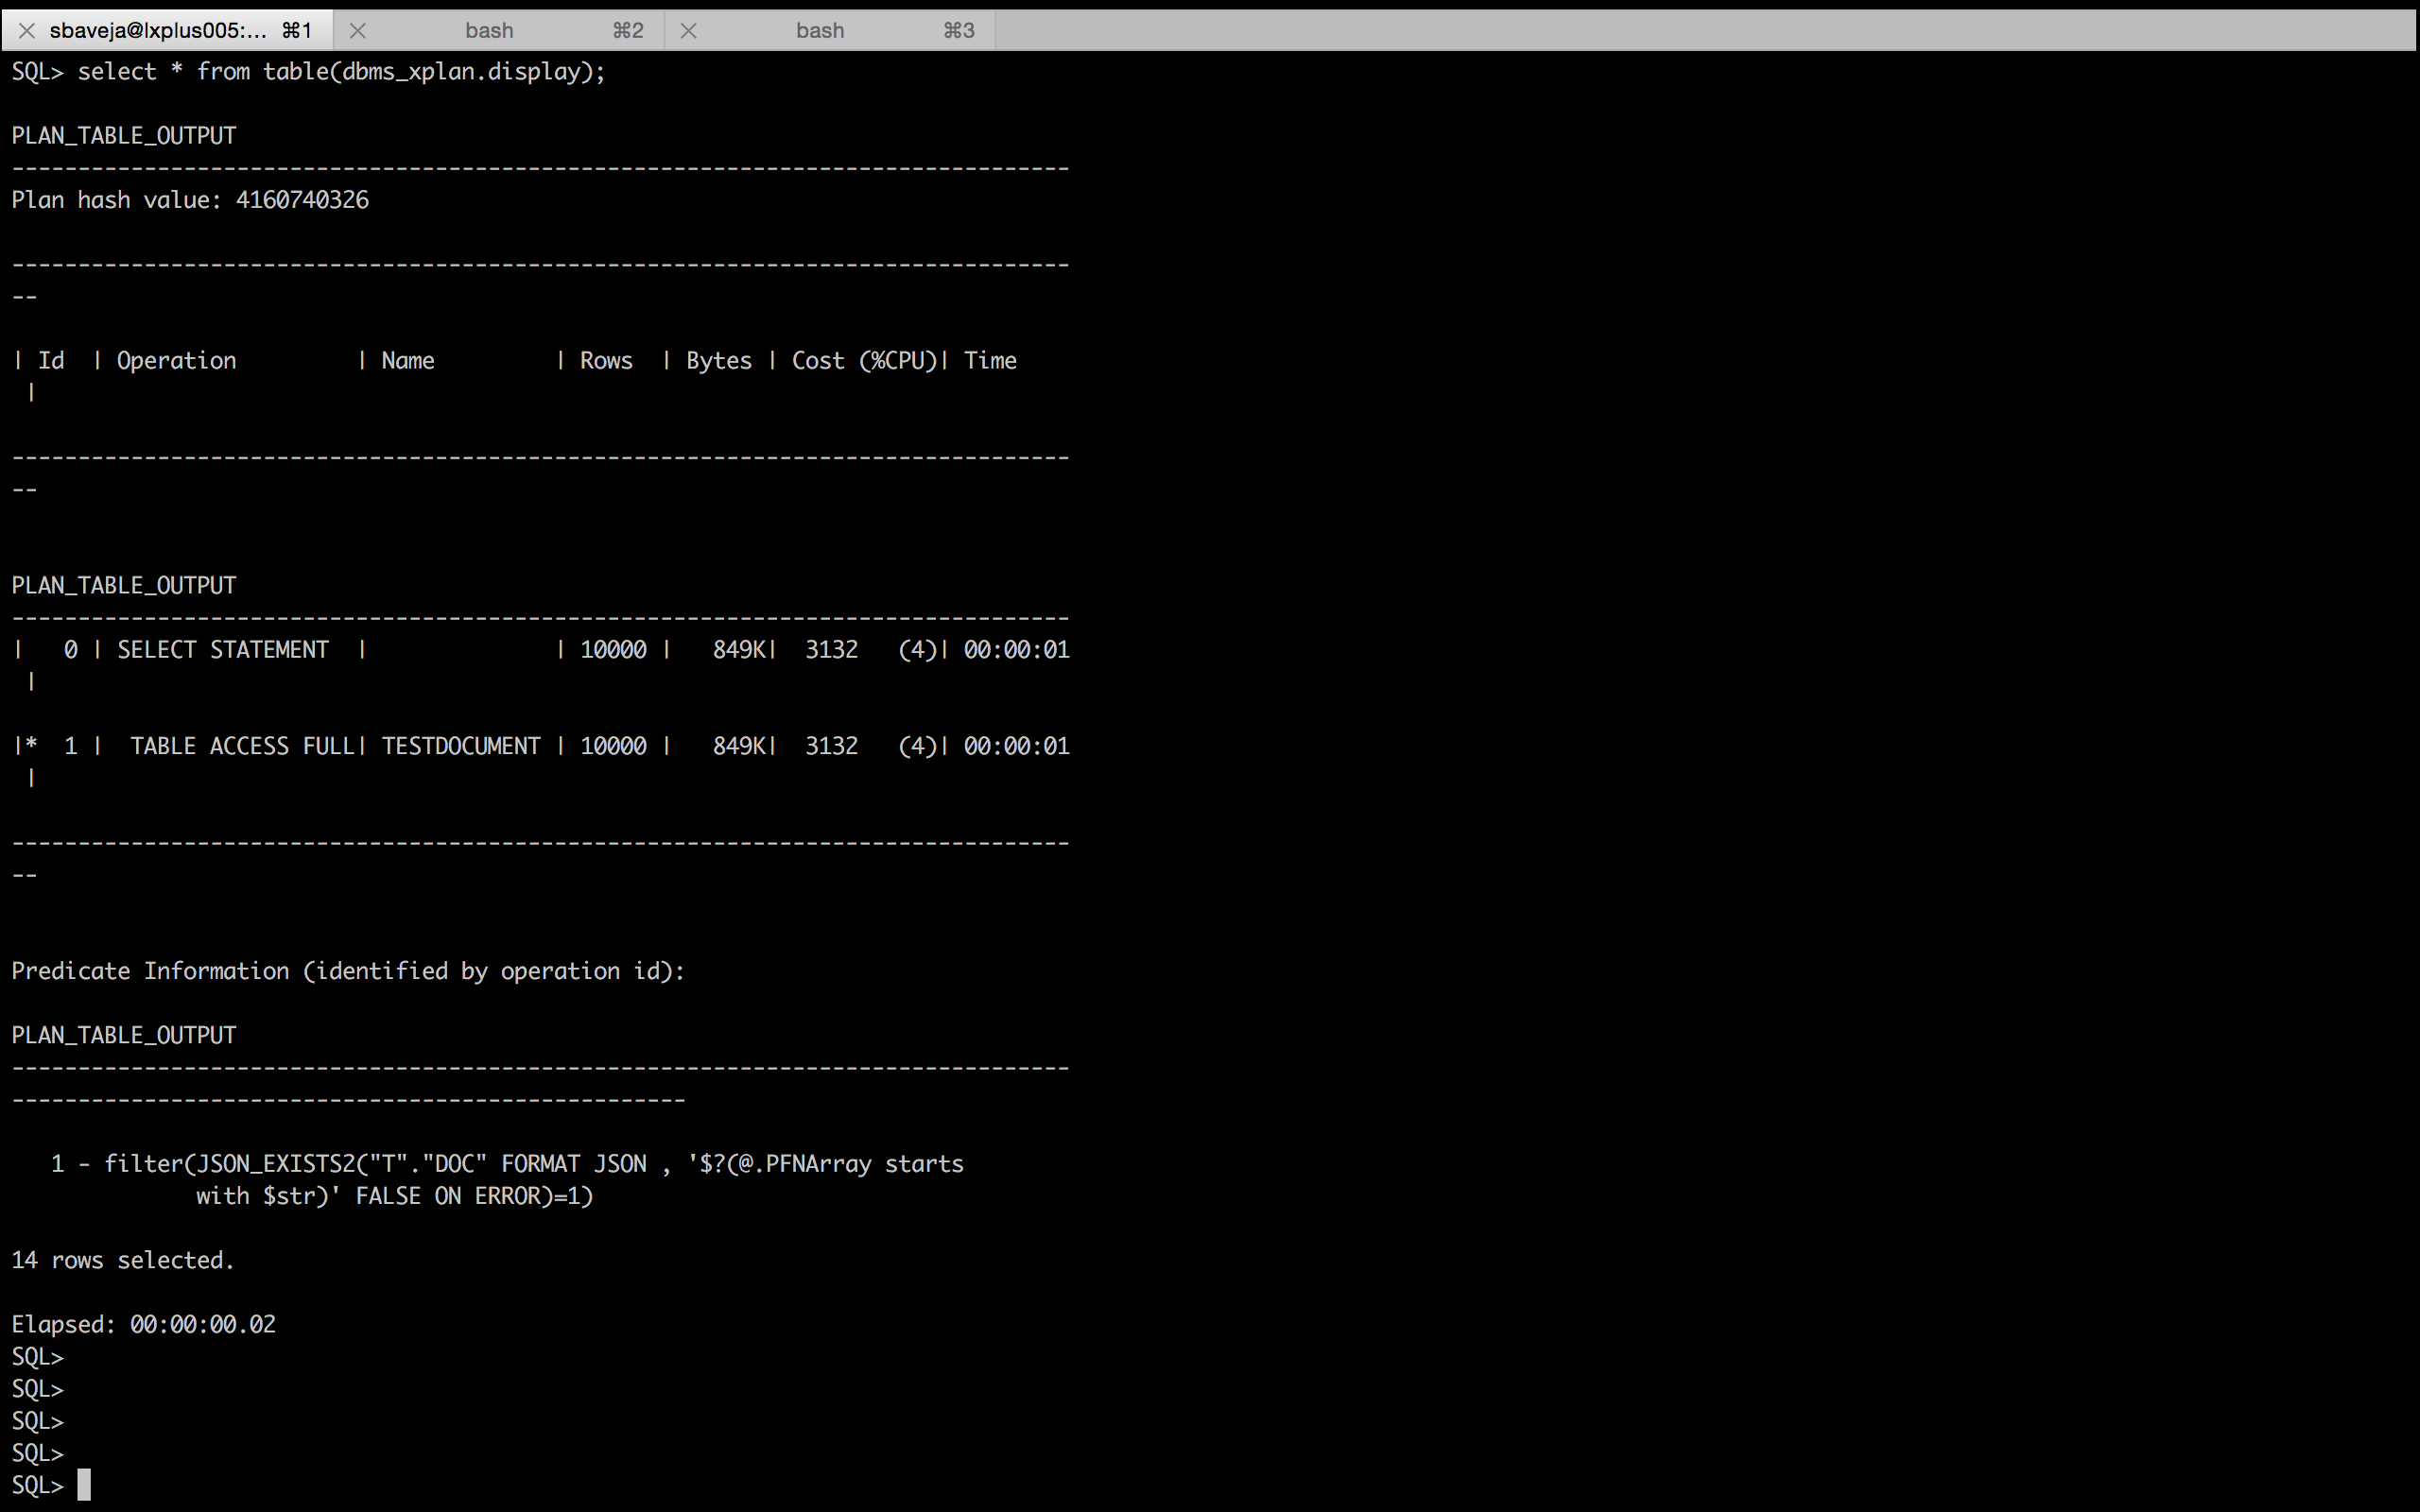 sbaveja@lxplus005:... ⌘1 bash ⌘2 bash ⌘3
SQL> select * from table(dbms_xplan.display);
PLAN_TABLE_OUTPUT
--------------------------------------------------------------------------------
Plan hash value: 4160740326
--------------------------------------------------------------------------------
--
| Id  | Operation         | Name         | Rows  | Bytes | Cost (%CPU)| Time
 |
--------------------------------------------------------------------------------
--
PLAN_TABLE_OUTPUT
--------------------------------------------------------------------------------
|   0 | SELECT STATEMENT  |              | 10000 |   849K|  3132   (4)| 00:00:01
 |
|*  1 |  TABLE ACCESS FULL| TESTDOCUMENT | 10000 |   849K|  3132   (4)| 00:00:01
 |
--------------------------------------------------------------------------------
--
Predicate Information (identified by operation id):
PLAN_TABLE_OUTPUT
--------------------------------------------------------------------------------
---------------------------------------------------
   1 - filter(JSON_EXISTS2("T"."DOC" FORMAT JSON , '$?(@.PFNArray starts
              with $str)' FALSE ON ERROR)=1)
14 rows selected.
Elapsed: 00:00:00.02
SQL>
SQL>
SQL>
SQL>
SQL>